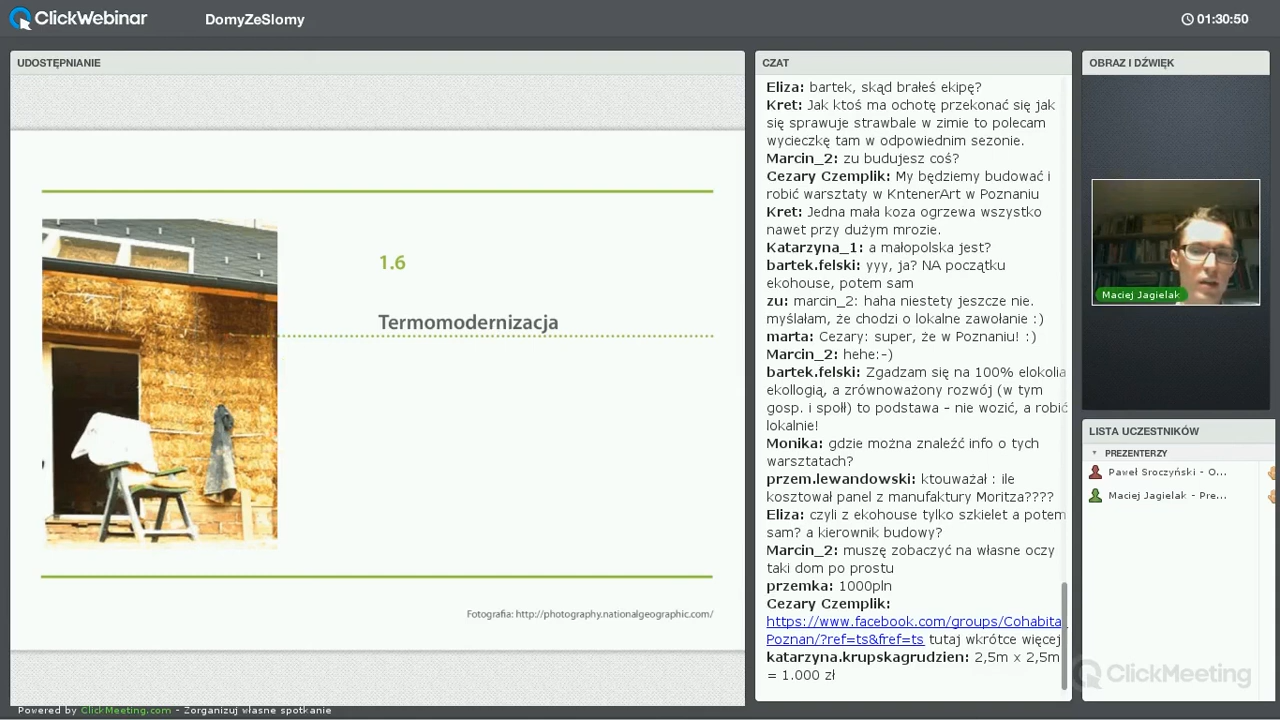 ClickWebinar
DomyZeSlomy
01:30:50
UDOSTĘPNIANIE
1.6
Termomodernizacja
Fotografia: http://photography.nationalgeographic.com/
CZAT
Eliza: bartek, skąd brałeś ekipę?
Kret: Jak ktoś ma ochotę przekonać się jak
się sprawuje strawbale w zimie to polecam
wycieczkę tam w odpowiednim sezonie.
Marcin_2: zu budujesz coś?
Cezary Czemplik: My będziemy budować i
robić warsztaty w KntenerArt w Poznaniu
Kret: Jedna mała koza ogrzewa wszystko
nawet przy dużym mrozie.
Katarzyna_1: a małopolska jest?
bartek.felski: yyy, ja? NA początku
ekohouse, potem sam
zu: marcin_2: haha niestety jeszcze nie.
myślałam, że chodzi o lokalne zawołanie :)
marta: Cezary: super, że w Poznaniu! :)
Marcin_2: hehe:-)
bartek.felski: Zgadzam się na 100% elokolia
ekollogią, a zrównoważony rozwój (w tym
gosp. i społ) to podstawa - nie wozić, a robić
lokalnie!
Monika: gdzie można znaleźć info o tych
warsztatach?
przem.lewandowski: ktouważał : ile
kosztował panel z manufaktury Moritza????
Eliza: czyli z ekohouse tylko szkielet a potem
sam? a kierownik budowy?
Marcin_2: muszę zobaczyć na własne oczy
taki dom po prostu
przemka: 1000pln
Cezary Czemplik:
https://www.facebook.com/groups/Cohabita
Poznan/?ref=ts&fref=ts tutaj wkrótce więcej
katarzyna.krupskagrudzien: 2,5m x 2,5m
= 1.000 zł
OBRAZ I DŹWIĘK
Maciej Jagielak
LISTA UCZESTNIKÓW
PREZENTERZY
Paweł Sroczyński - O...
Maciej Jagielak - Pre...
ClickMeeting
Powered by ClickMeeting.com - Zorganizuj własne spotkanie